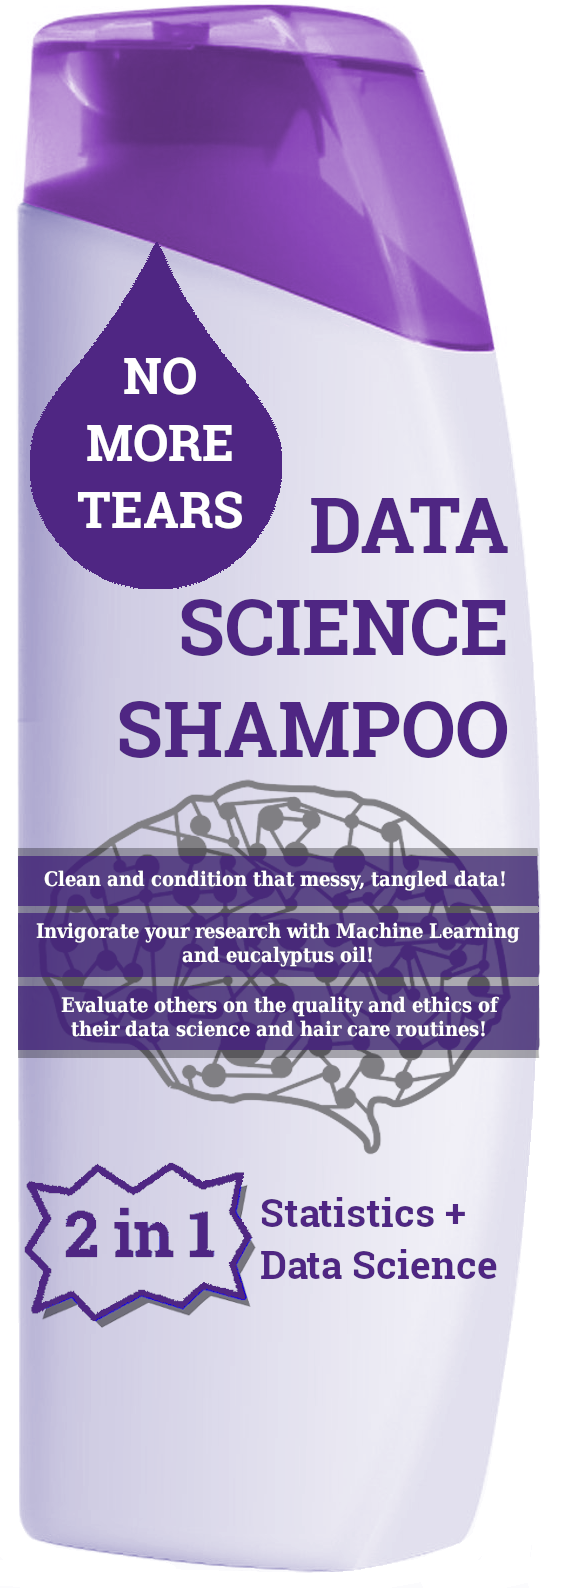 NO
MORE
TEARS
DATA
SCIENCE
SHAMPOO
Clean and condition that messy, tangled data!
Invigorate your research with Machine Learning
and eucalyptus oil!
Evaluate others on the quality and ethics of
their data science and hair care routines!
2 in 1
Statistics +
Data Science